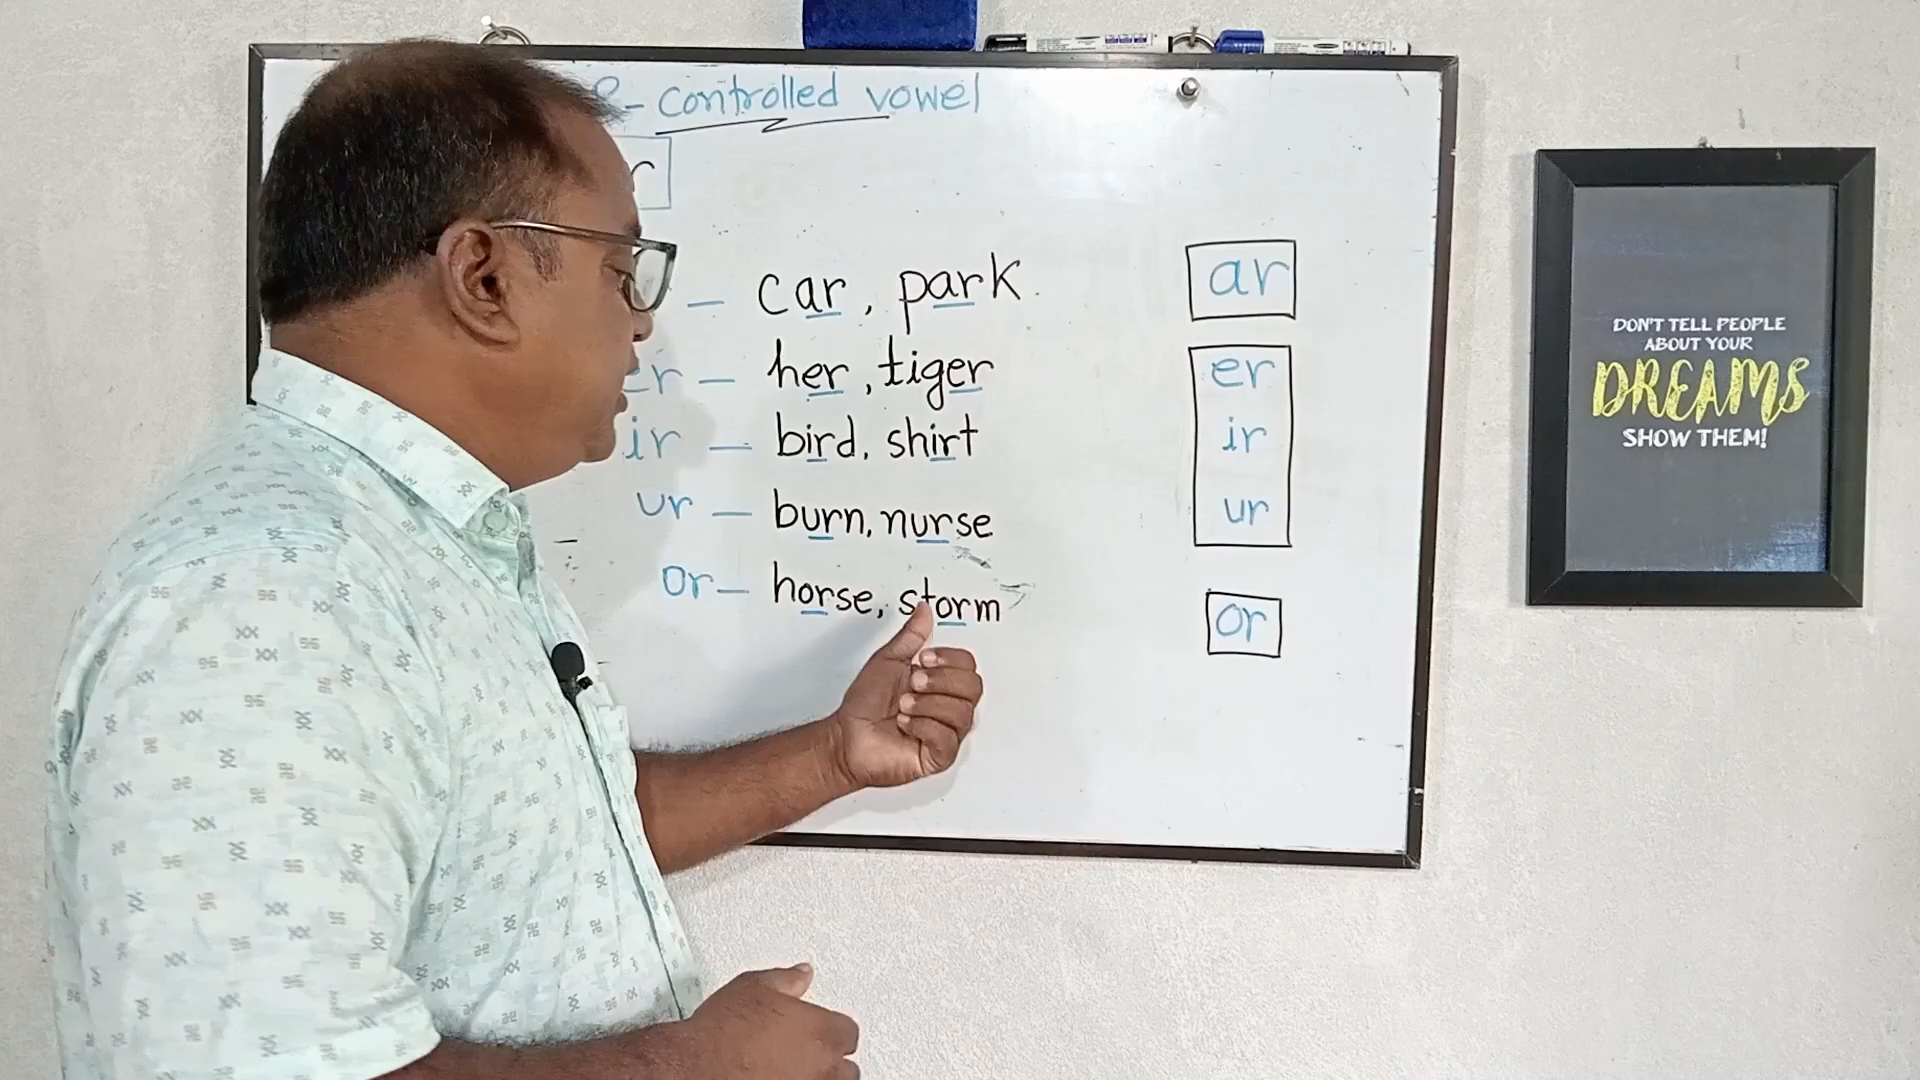 R-controlled vowel
r
— car, park
er — her, tiger
ir — bird, shirt
ur — burn, nurse
or — horse, storm
ar
er
ir
ur
or
DON'T TELL PEOPLE
ABOUT YOUR
DREAMS
SHOW THEM!